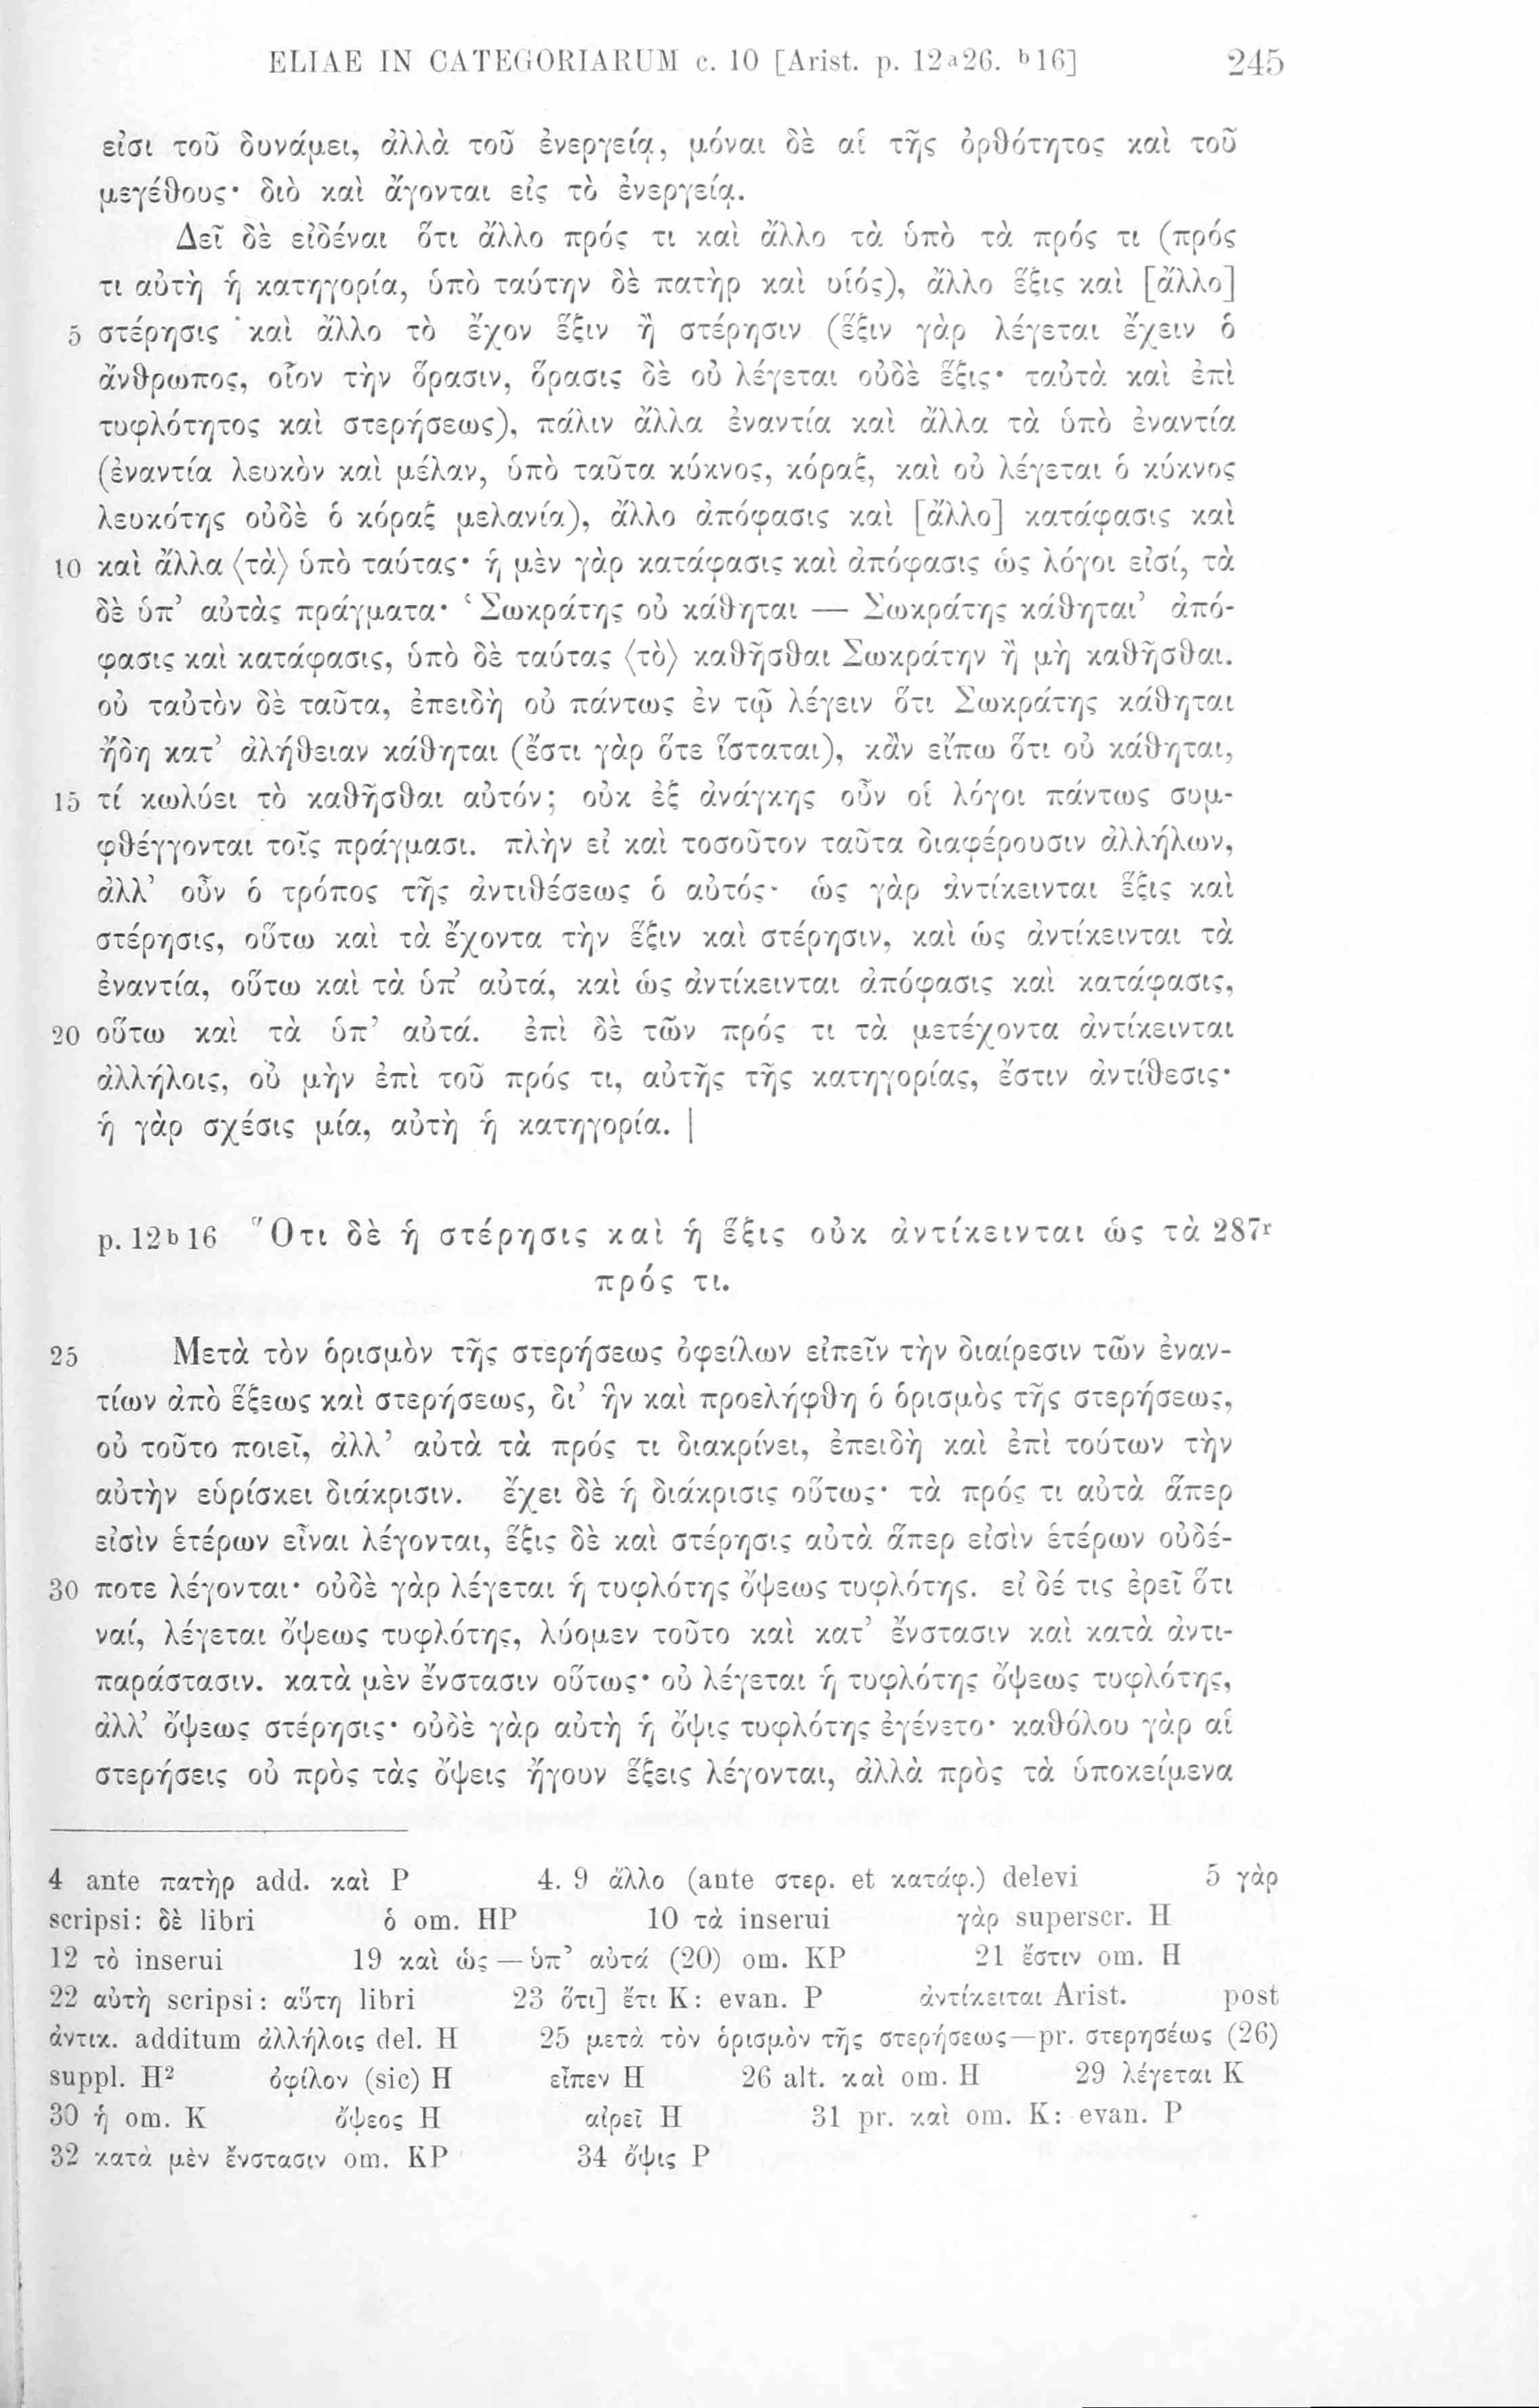 ELIAE IN CATEGORIARUM c. 10 [Arist. p. 12a26. b16] 245
εἰσι τοῦ δυνάμει, ἀλλὰ τοῦ ἐνεργείᾳ, μόναι δὲ αἱ τῆς ὀρθότητος καὶ τοῦ
μεγέθους· διὸ καὶ ἄγονται εἰς τὸ ἐνεργείᾳ.
Δεῖ δὲ εἰδέναι ὅτι ἄλλο πρός τι καὶ ἄλλο τὰ ὑπὸ τὰ πρός τι (πρός
τι αὐτὴ ἡ κατηγορία, ὑπὸ ταύτην δὲ πατὴρ καὶ υἱός), ἄλλο ἕξις καὶ [ἄλλο]
5 στέρησις καὶ ἄλλο τὸ ἔχον ἕξιν ἢ στέρησιν (ἕξιν γὰρ λέγεται ἔχειν ὁ
ἄνθρωπος, οἷον τὴν ὅρασιν, ὅρασις δὲ οὐ λέγεται οὐδὲ ἕξις· ταὐτὰ καὶ ἐπὶ
τυφλότητος καὶ στερήσεως), πάλιν ἄλλα ἐναντία καὶ ἄλλα τὰ ὑπὸ ἐναντία
(ἐναντία λευκὸν καὶ μέλαν, ὑπὸ ταῦτα κύκνος, κόραξ, καὶ οὐ λέγεται ὁ κύκνος
λευκότης οὐδὲ ὁ κόραξ μελανία), ἄλλο ἀπόφασις καὶ [ἄλλο] κατάφασις καὶ
10 καὶ ἄλλα ⟨τὰ⟩ ὑπὸ ταύτας· ἡ μὲν γὰρ κατάφασις καὶ ἀπόφασις ὡς λόγοι εἰσί, τὰ
δὲ ὑπ’ αὐτὰς πράγματα· ‘Σωκράτης οὐ κάθηται — Σωκράτης κάθηται’ ἀπό-
φασις καὶ κατάφασις, ὑπὸ δὲ ταύτας ⟨τὸ⟩ καθῆσθαι Σωκράτην ἢ μὴ καθῆσθαι.
οὐ ταὐτὸν δὲ ταῦτα, ἐπειδὴ οὐ πάντως ἐν τῷ λέγειν ὅτι Σωκράτης κάθηται
ἤδη κατ’ ἀλήθειαν κάθηται (ἔστι γὰρ ὅτε ἵσταται), κἂν εἴπω ὅτι οὐ κάθηται,
15 τί κωλύει τὸ καθῆσθαι αὐτόν; οὐκ ἐξ ἀνάγκης οὖν οἱ λόγοι πάντως συμ-
φθέγγονται τοῖς πράγμασι. πλὴν εἰ καὶ τοσοῦτον ταῦτα διαφέρουσιν ἀλλήλων,
ἀλλ’ οὖν ὁ τρόπος τῆς ἀντιθέσεως ὁ αὐτός· ὡς γὰρ ἀντίκεινται ἕξις καὶ
στέρησις, οὕτω καὶ τὰ ἔχοντα τὴν ἕξιν καὶ στέρησιν, καὶ ὡς ἀντίκεινται τὰ
ἐναντία, οὕτω καὶ τὰ ὑπ’ αὐτά, καὶ ὡς ἀντίκεινται ἀπόφασις καὶ κατάφασις,
20 οὕτω καὶ τὰ ὑπ’ αὐτά. ἐπὶ δὲ τῶν πρός τι τὰ μετέχοντα ἀντίκεινται
ἀλλήλοις, οὐ μὴν ἐπὶ τοῦ πρός τι, αὐτῆς τῆς κατηγορίας, ἔστιν ἀντίθεσις·
ἡ γὰρ σχέσις μία, αὐτὴ ἡ κατηγορία. |
p. 12b16 Ὅτι δὲ ἡ στέρησις καὶ ἡ ἕξις οὐκ ἀντίκεινται ὡς τὰ 287r
πρός τι.
25 Μετὰ τὸν ὁρισμὸν τῆς στερήσεως ὀφείλων εἰπεῖν τὴν διαίρεσιν τῶν ἐναν-
τίων ἀπὸ ἕξεως καὶ στερήσεως, δι’ ἣν καὶ προελήφθη ὁ ὁρισμὸς τῆς στερήσεως,
οὐ τοῦτο ποιεῖ, ἀλλ’ αὐτὰ τὰ πρός τι διακρίνει, ἐπειδὴ καὶ ἐπὶ τούτων τὴν
αὐτὴν εὑρίσκει διάκρισιν. ἔχει δὲ ἡ διάκρισις οὕτως· τὰ πρός τι αὐτὰ ἅπερ
εἰσὶν ἑτέρων εἶναι λέγονται, ἕξις δὲ καὶ στέρησις αὐτὰ ἅπερ εἰσὶν ἑτέρων οὐδέ-
30 ποτε λέγονται· οὐδὲ γὰρ λέγεται ἡ τυφλότης ὄψεως τυφλότης. εἰ δέ τις ἐρεῖ ὅτι
ναί, λέγεται ὄψεως τυφλότης, λύομεν τοῦτο καὶ κατ’ ἔνστασιν καὶ κατὰ ἀντι-
παράστασιν. κατὰ μὲν ἔνστασιν οὕτως· οὐ λέγεται ἡ τυφλότης ὄψεως τυφλότης,
ἀλλ’ ὄψεως στέρησις· οὐδὲ γὰρ αὐτὴ ἡ ὄψις τυφλότης ἐγένετο· καθόλου γὰρ αἱ
στερήσεις οὐ πρὸς τὰς ὄψεις ἤγουν ἕξεις λέγονται, ἀλλὰ πρὸς τὰ ὑποκείμενα
4 ante πατὴρ add. καὶ P 4. 9 ἄλλο (ante στερ. et κατάφ.) delevi 5 γὰρ
scripsi: δὲ libri ὁ om. HP 10 τὰ inserui γὰρ superscr. H
12 τὸ inserui 19 καὶ ὡς — ὑπ’ αὐτά (20) om. KP 21 ἔστιν om. H
22 αὐτὴ scripsi: αὕτη libri 23 ὅτι] ἔτι K: evan. P ἀντίκειται Arist. post
ἀντικ. additum ἀλλήλοις del. H 25 μετὰ τὸν ὁρισμὸν τῆς στερήσεως — pr. στερησέως (26)
suppl. H2 ὀφίλον (sic) H εἶπεν H 26 alt. καὶ om. H 29 λέγεται K
30 ἡ om. K ὄψεος H αἱρεῖ H 31 pr. καὶ om. K: evan. P
32 κατὰ μὲν ἔνστασιν om. KP 34 ὄψις P